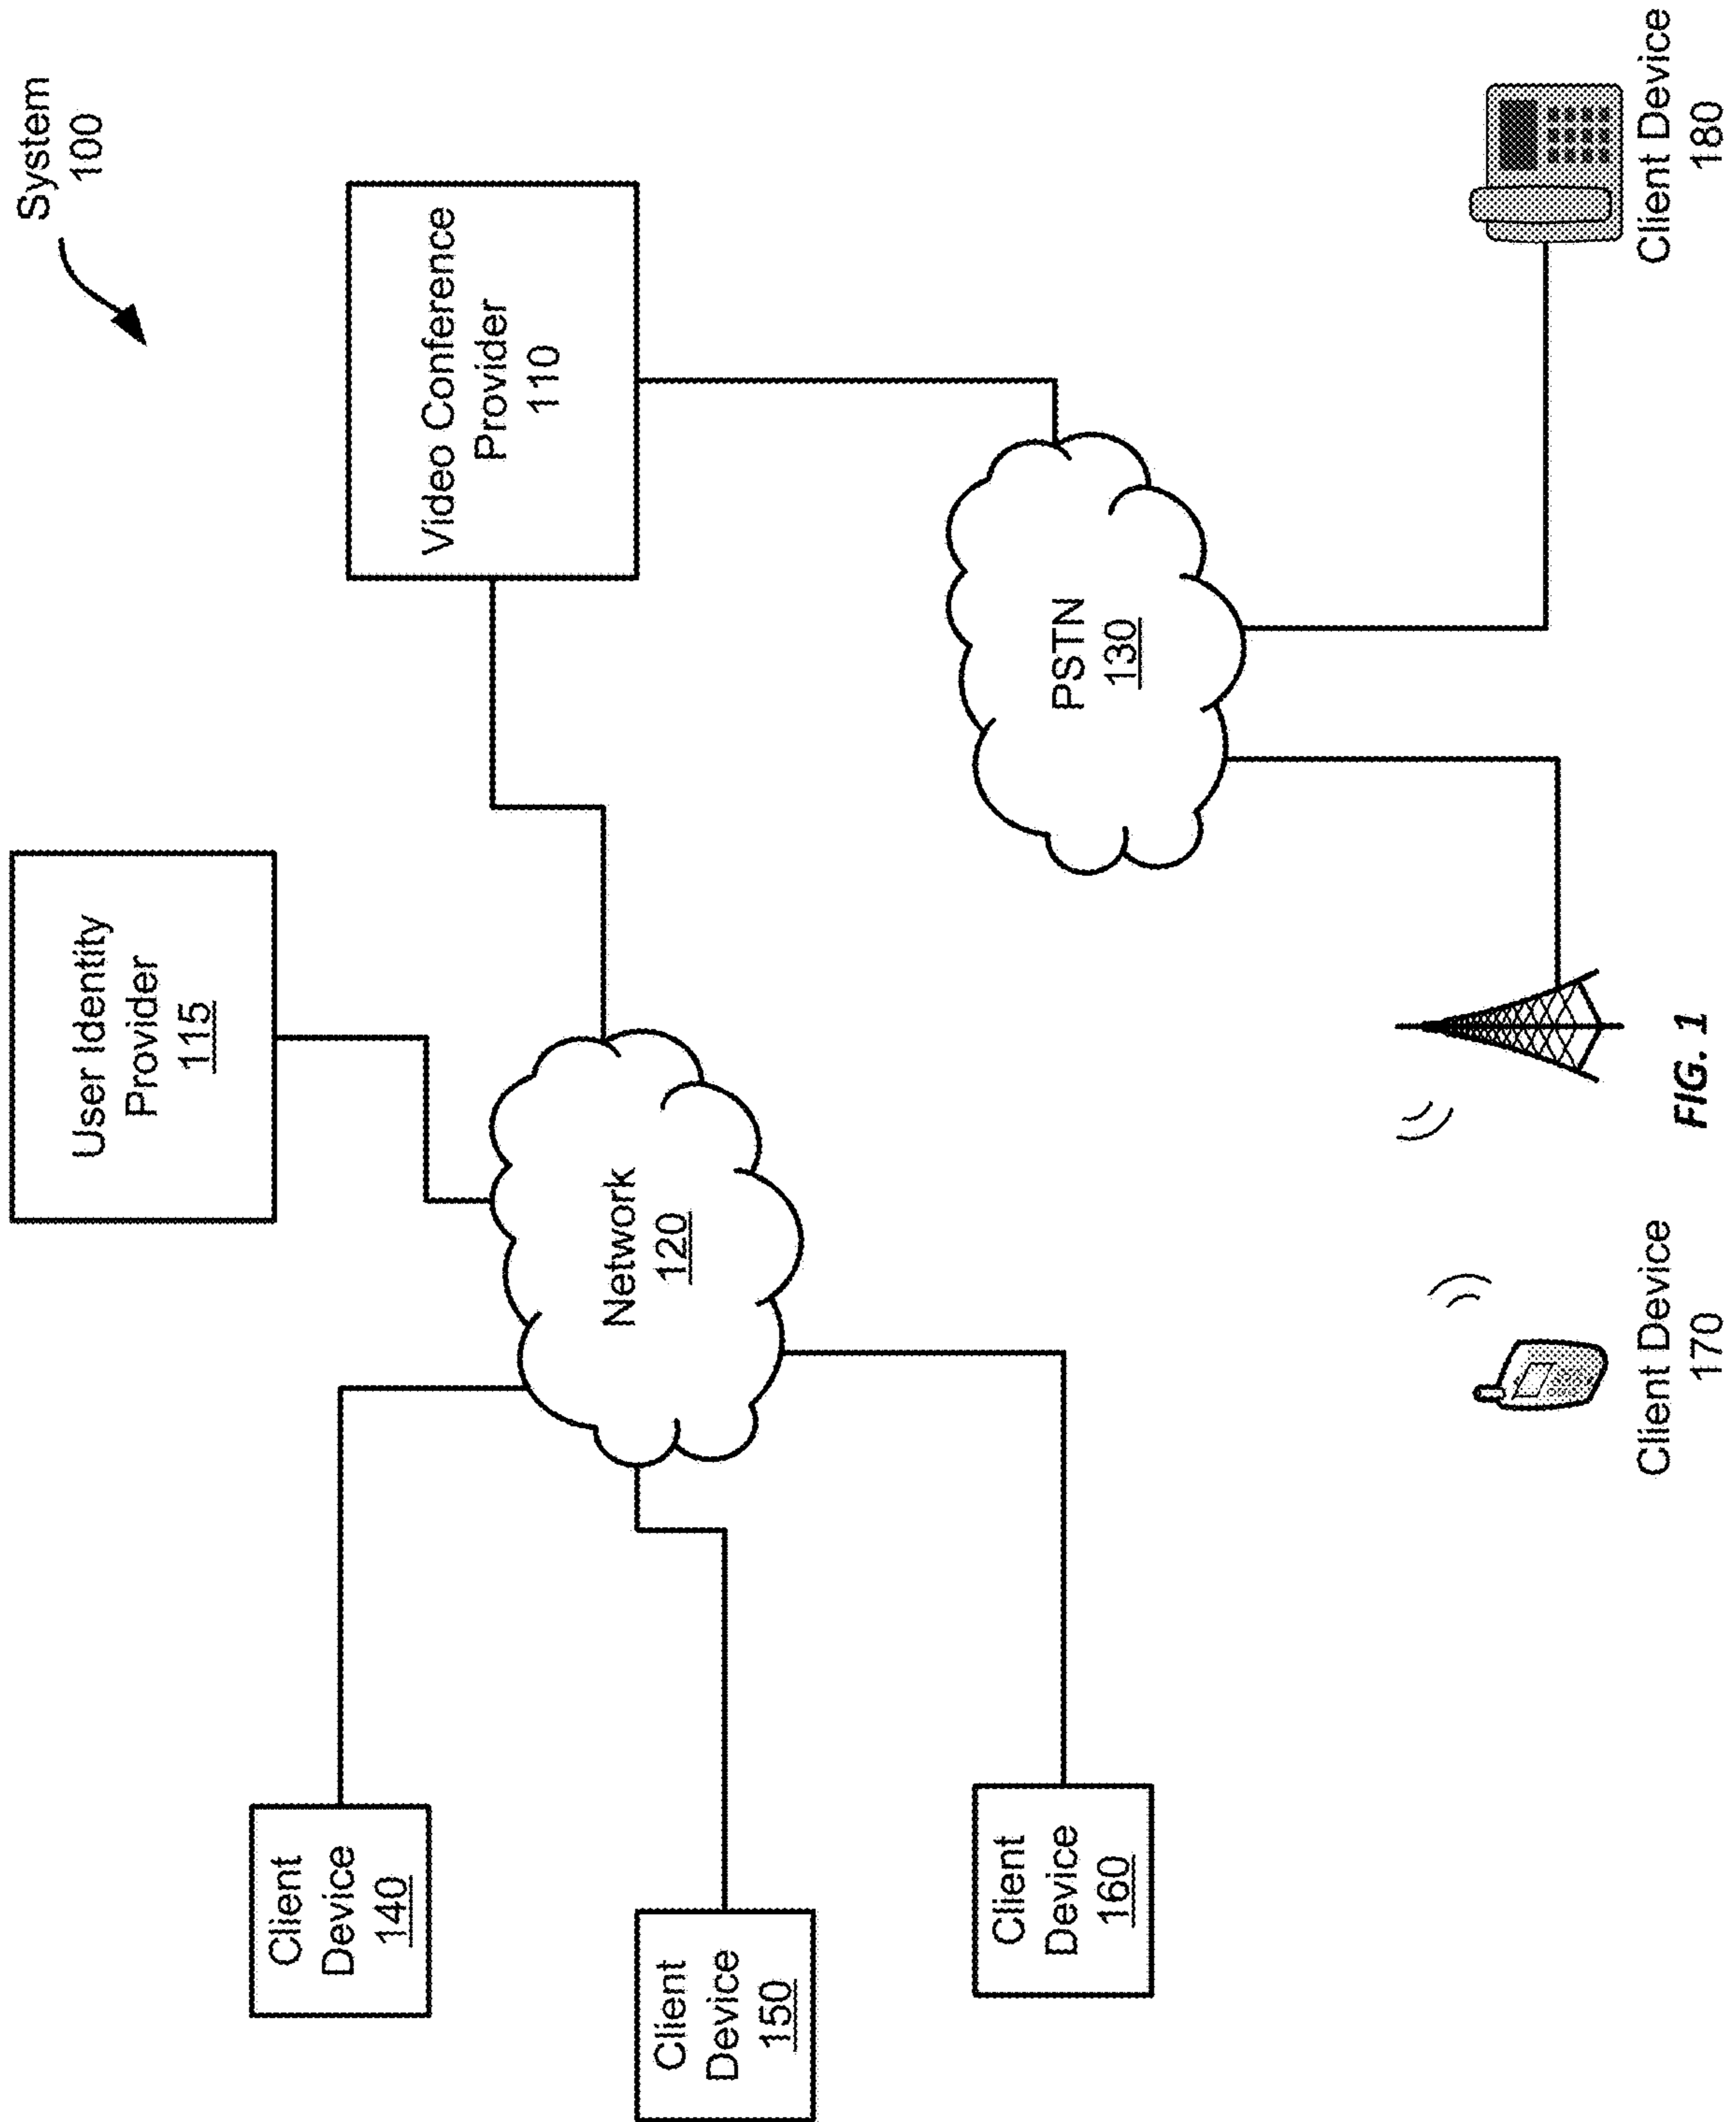 System
100
User Identity
Provider
115
Video Conference
Provider
110
Client
Device
140
Network
120
Client
Device
150
PSTN
130
Client
Device
160
Client Device
170
Client Device
180
FIG. 1